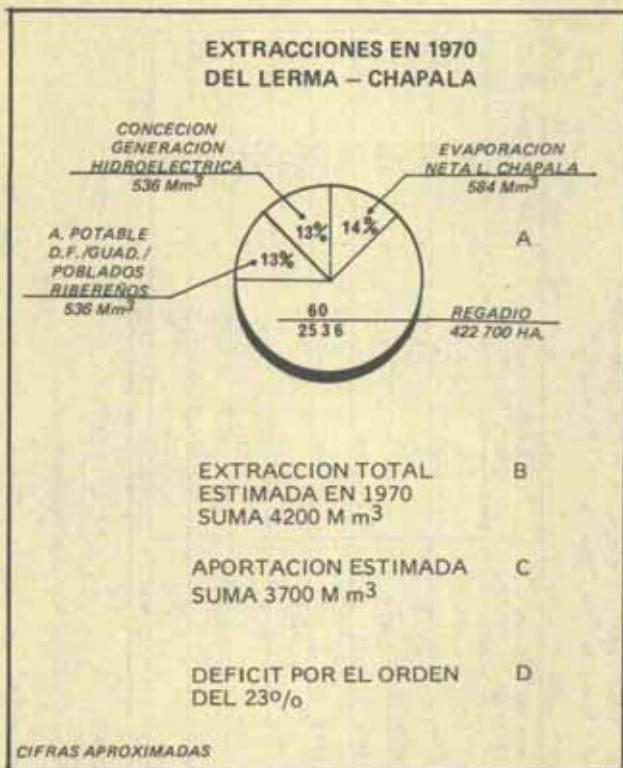 EXTRACCIONES EN 1970
DEL LERMA – CHAPALA
CONCECION
GENERACION
HIDROELECTRICA
536 Mm³
EVAPORACION
NETA L. CHAPALA
584 Mm³
A. POTABLE
D.F./GUAD./
POBLADOS
RIBEREÑOS
536 Mm³
A
13%
14%
13%
60
2536
REGADIO
422 700 HA.
EXTRACCION TOTAL B
ESTIMADA EN 1970
SUMA 4200 M m³
APORTACION ESTIMADA C
SUMA 3700 M m³
DEFICIT POR EL ORDEN D
DEL 23º/o
CIFRAS APROXIMADAS